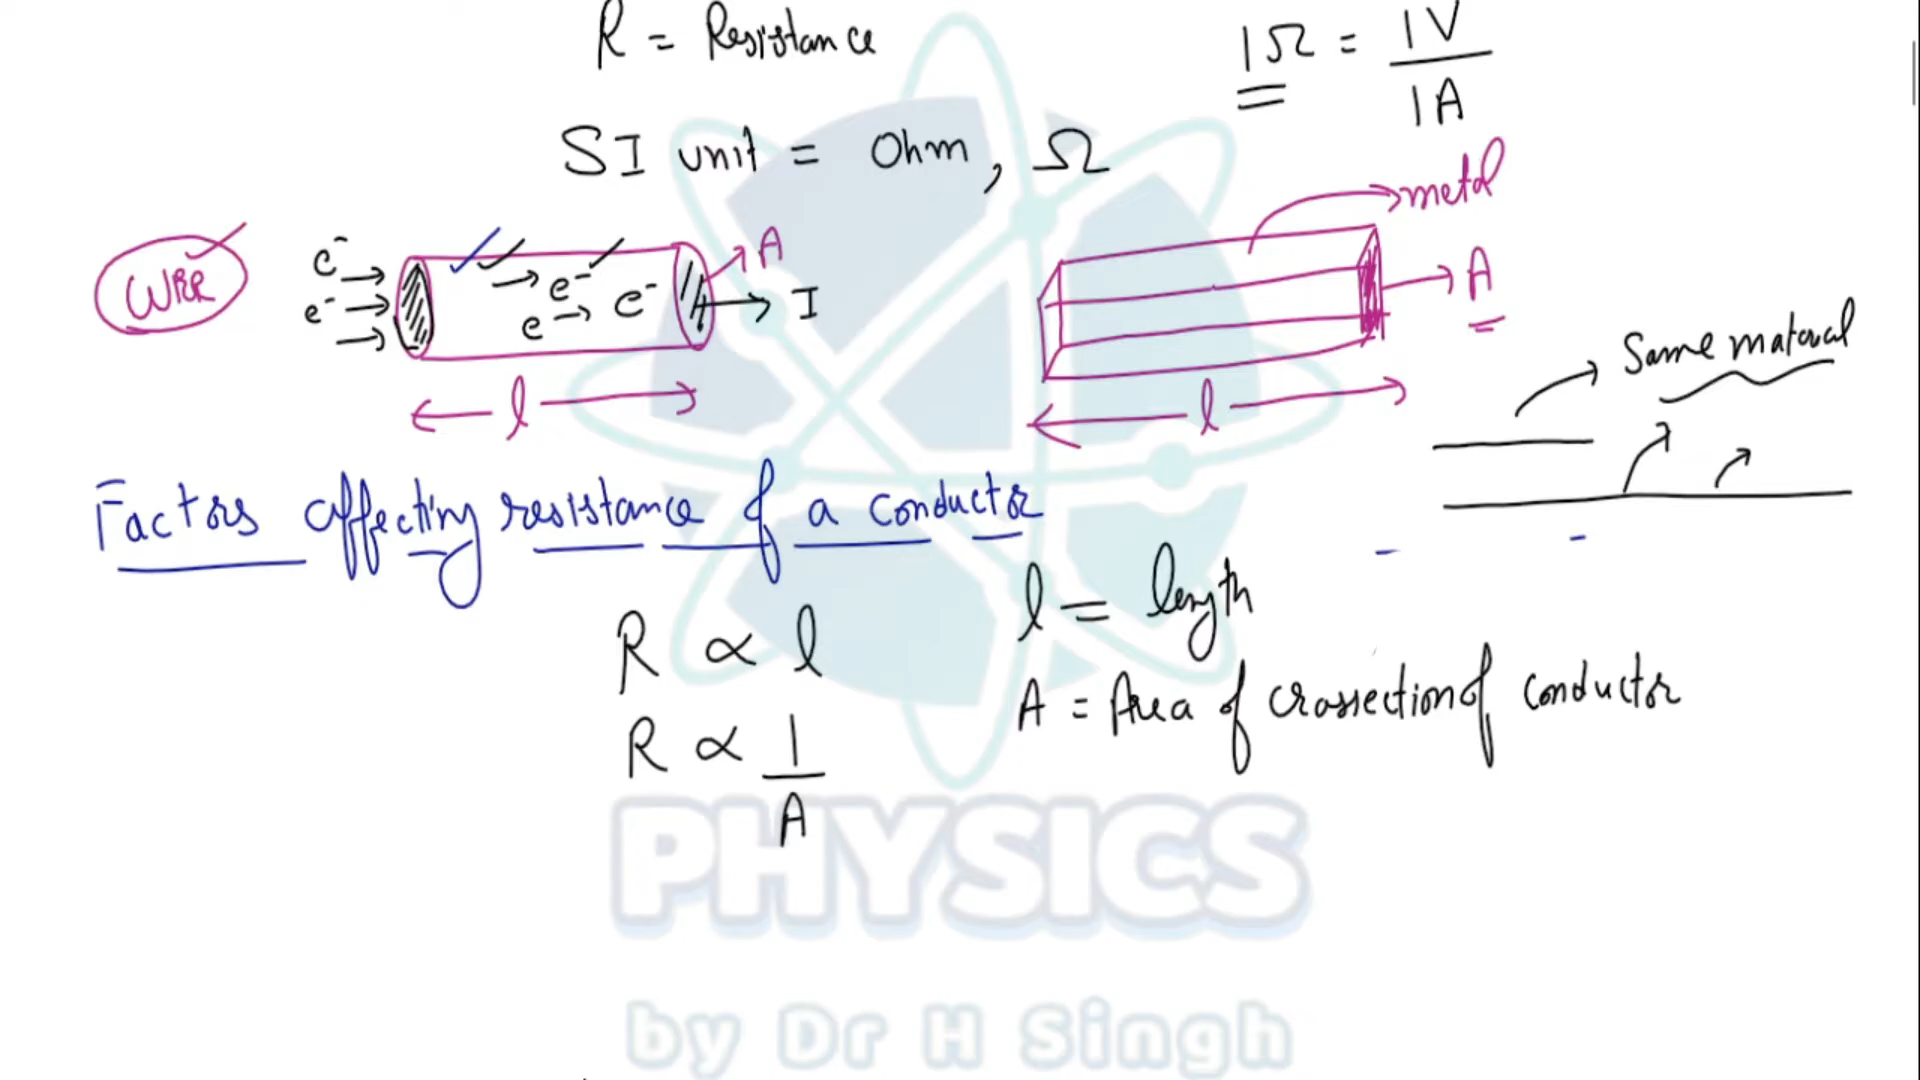 R = Resistance
1Ω = 1V / 1A
SI unit = Ohm, Ω
metal
WIRE
e⁻
e⁻
e⁻
e⁻
e
A
I
A
Same material
l
l
Factors affecting resistance of a conductor
l = length
R ∝ l
A = Area of crossection of conductor
R ∝ 1/A
PHYSICS
by Dr H Singh